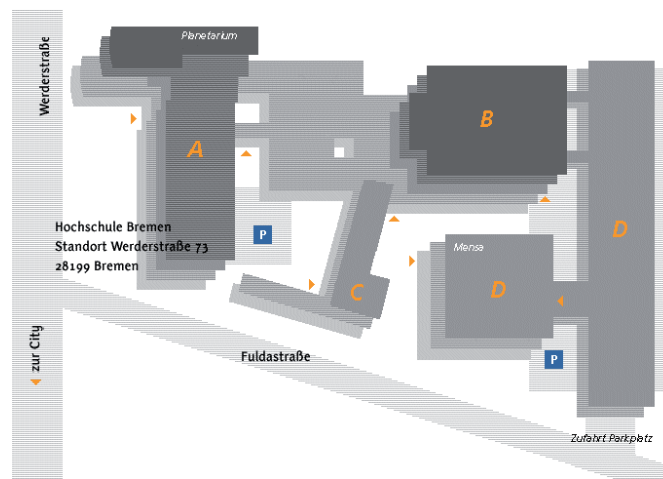 Planetarium
Werderstraße
A
B
Hochschule Bremen
Standort Werderstraße 73
28199 Bremen
P
D
Mensa
D
C
zur City
Fuldastraße
P
Zufahrt Parkplatz